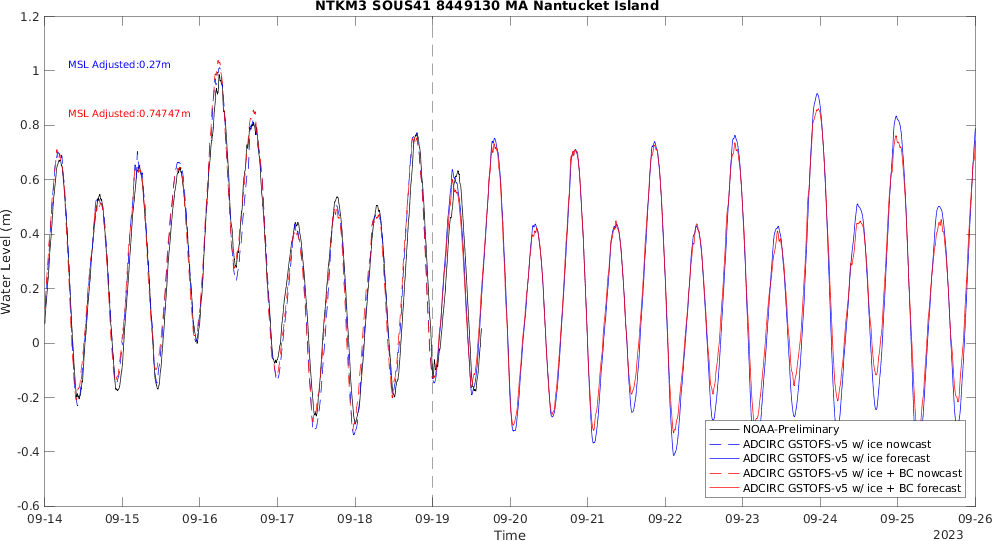 NTKM3 SOUS41 8449130 MA Nantucket Island
1.2
1
0.8
0.6
0.4
0.2
0
-0.2
-0.4
-0.6
Water Level (m)
MSL Adjusted:0.27m
MSL Adjusted:0.74747m
NOAA-Preliminary
ADCIRC GSTOFS-v5 w/ ice nowcast
ADCIRC GSTOFS-v5 w/ ice forecast
ADCIRC GSTOFS-v5 w/ ice + BC nowcast
ADCIRC GSTOFS-v5 w/ ice + BC forecast
09-14 09-15 09-16 09-17 09-18 09-19 09-20 09-21 09-22 09-23 09-24 09-25 09-26
Time
2023